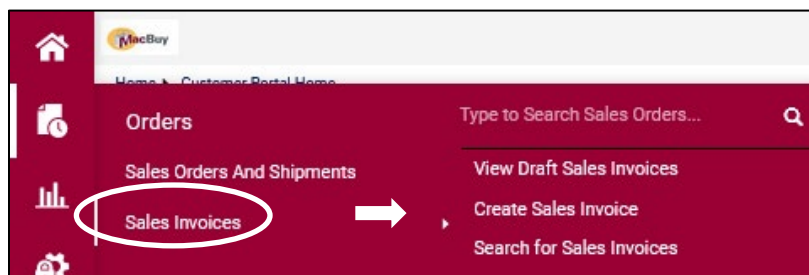 MacBuy
Home Customer Portal Home
Orders
Type to Search Sales Orders...
Sales Orders And Shipments
Sales Invoices
View Draft Sales Invoices
Create Sales Invoice
Search for Sales Invoices